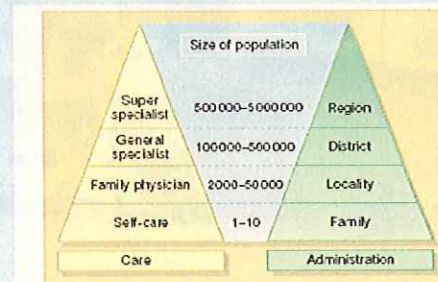 Size of population
Super specialist 500000–5000000 Region
General specialist 100000–500000 District
Family physician 2000–50000 Locality
Self-care 1–10 Family
Care Administration